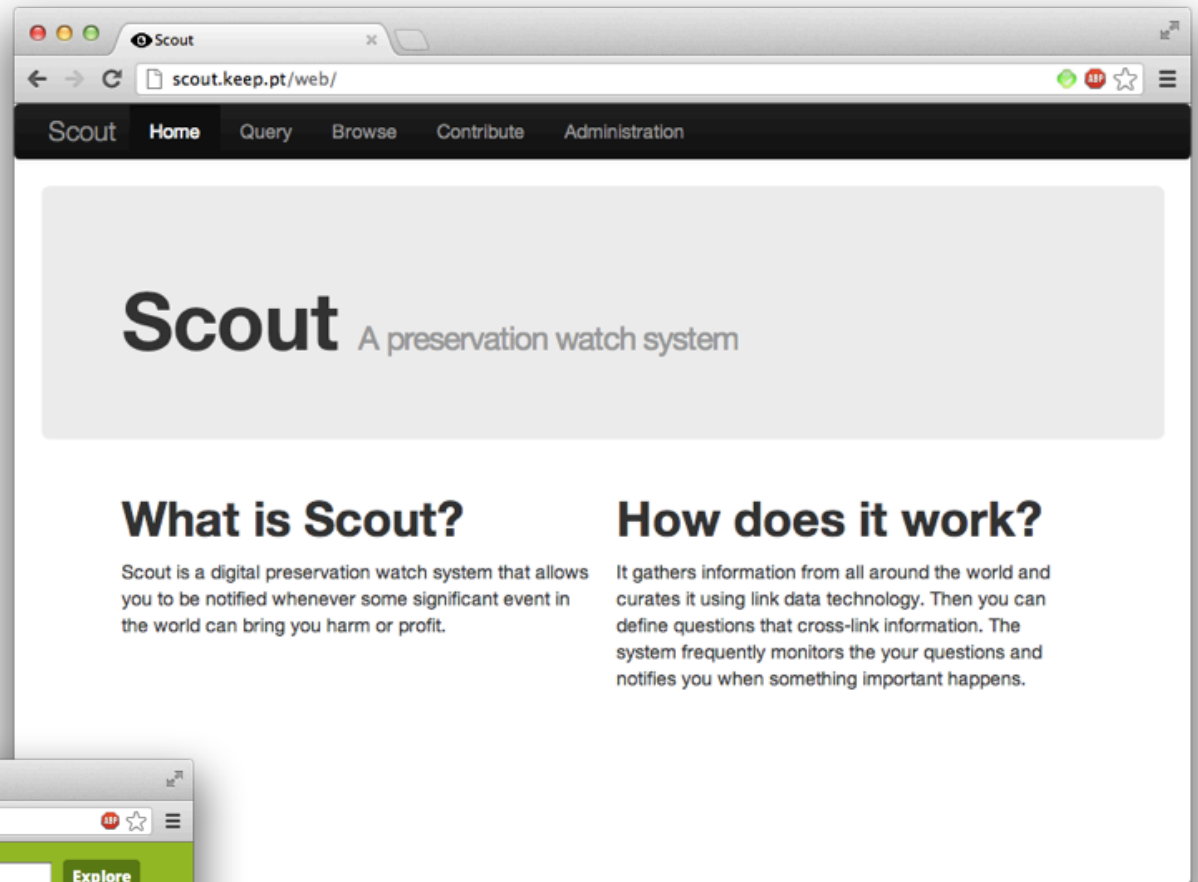 Scout
scout.keep.pt/web/
ABP
Scout Home Query Browse Contribute Administration
Scout A preservation watch system
What is Scout?
Scout is a digital preservation watch system that allows
you to be notified whenever some significant event in
the world can bring you harm or profit.
How does it work?
It gathers information from all around the world and
curates it using link data technology. Then you can
define questions that cross-link information. The
system frequently monitors the your questions and
notifies you when something important happens.
ABP
Explore